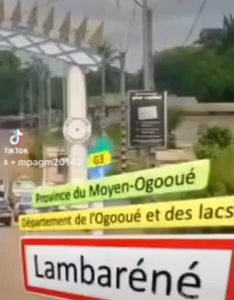 TikTok
mpagm20142
G3
Province du Moyen-Ogooué
Département de l'Ogooué et des lacs
Lambaréné